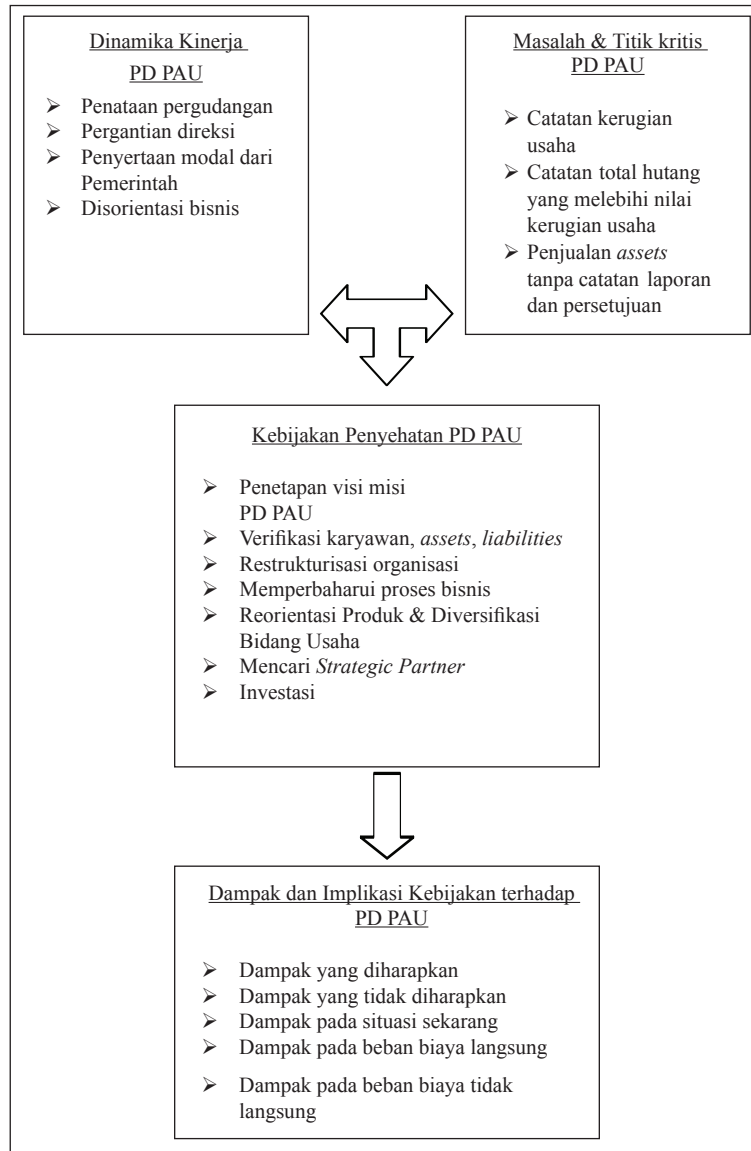 Dinamika Kinerja
PD PAU
➢ Penataan pergudangan
➢ Pergantian direksi
➢ Penyertaan modal dari
Pemerintah
➢ Disorientasi bisnis
Masalah & Titik kritis
PD PAU
➢ Catatan kerugian
usaha
➢ Catatan total hutang
yang melebihi nilai
kerugian usaha
➢ Penjualan assets
tanpa catatan laporan
dan persetujuan
Kebijakan Penyehatan PD PAU
➢ Penetapan visi misi
PD PAU
➢ Verifikasi karyawan, assets, liabilities
➢ Restrukturisasi organisasi
➢ Memperbaharui proses bisnis
➢ Reorientasi Produk & Diversifikasi
Bidang Usaha
➢ Mencari Strategic Partner
➢ Investasi
Dampak dan Implikasi Kebijakan terhadap
PD PAU
➢ Dampak yang diharapkan
➢ Dampak yang tidak diharapkan
➢ Dampak pada situasi sekarang
➢ Dampak pada beban biaya langsung
➢ Dampak pada beban biaya tidak
langsung